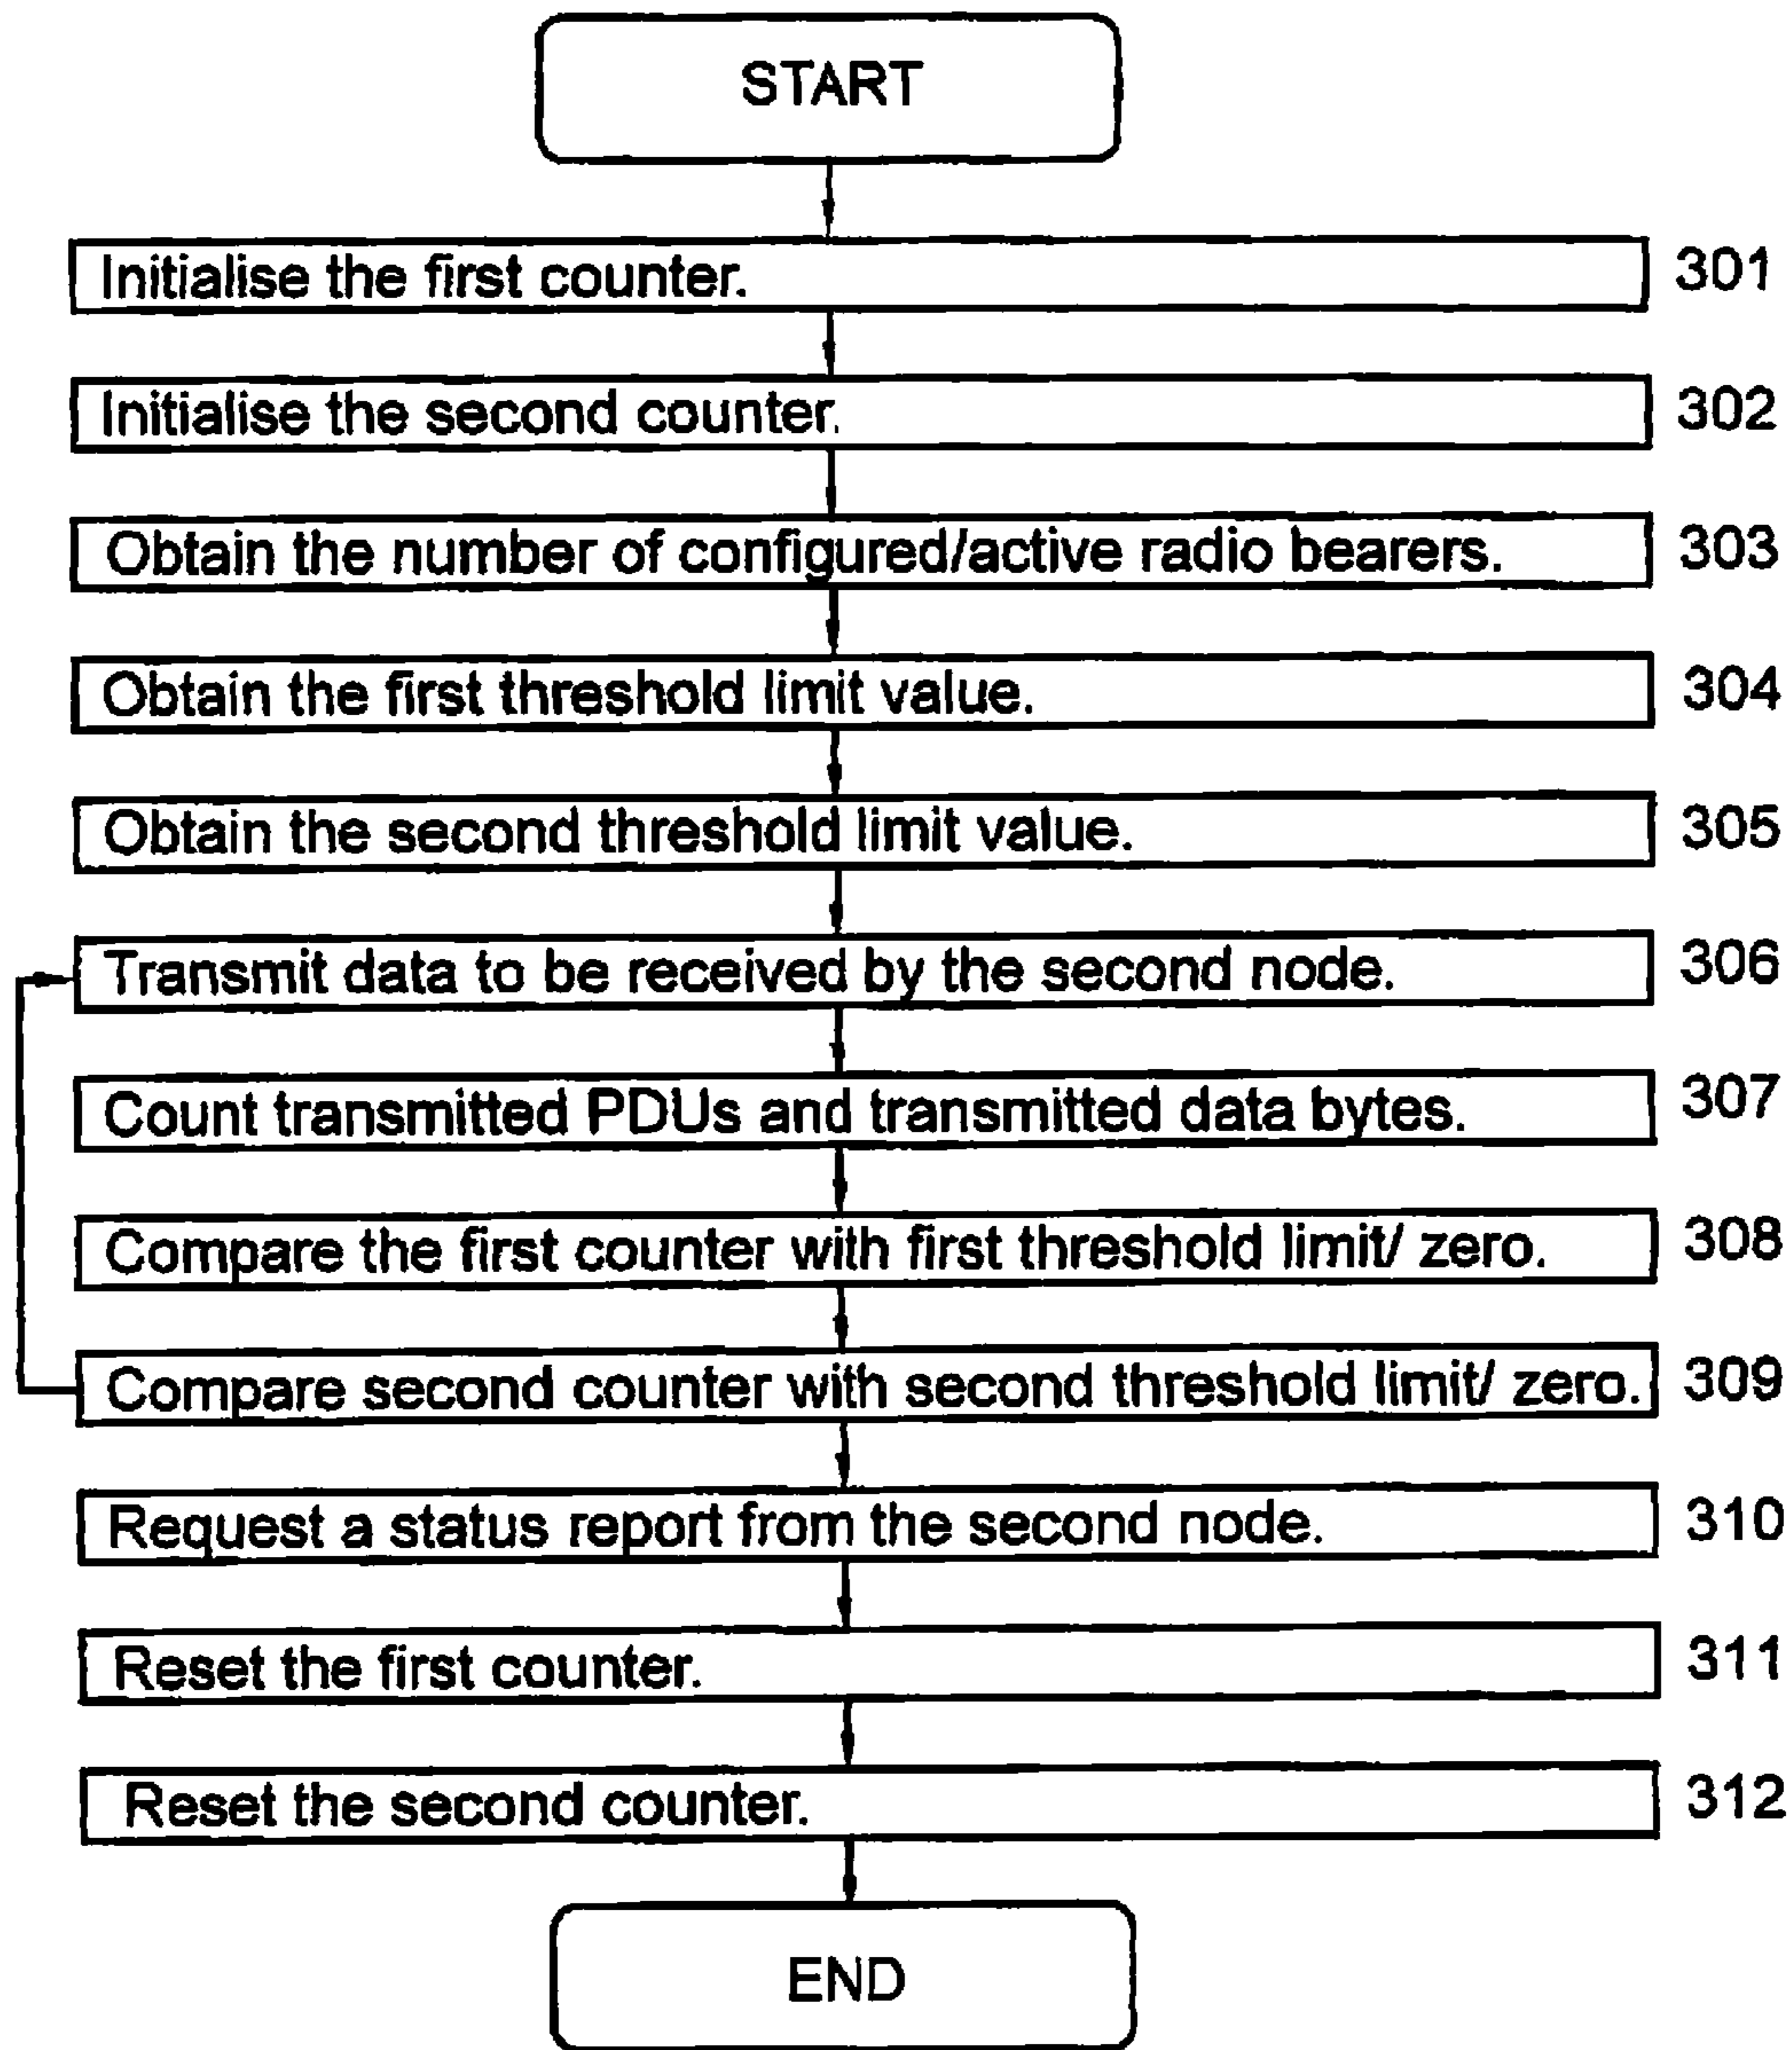 START
Initialise the first counter. 301
Initialise the second counter. 302
Obtain the number of configured/active radio bearers. 303
Obtain the first threshold limit value. 304
Obtain the second threshold limit value. 305
Transmit data to be received by the second node. 306
Count transmitted PDUs and transmitted data bytes. 307
Compare the first counter with first threshold limit/ zero. 308
Compare second counter with second threshold limit/ zero. 309
Request a status report from the second node. 310
Reset the first counter. 311
Reset the second counter. 312
END